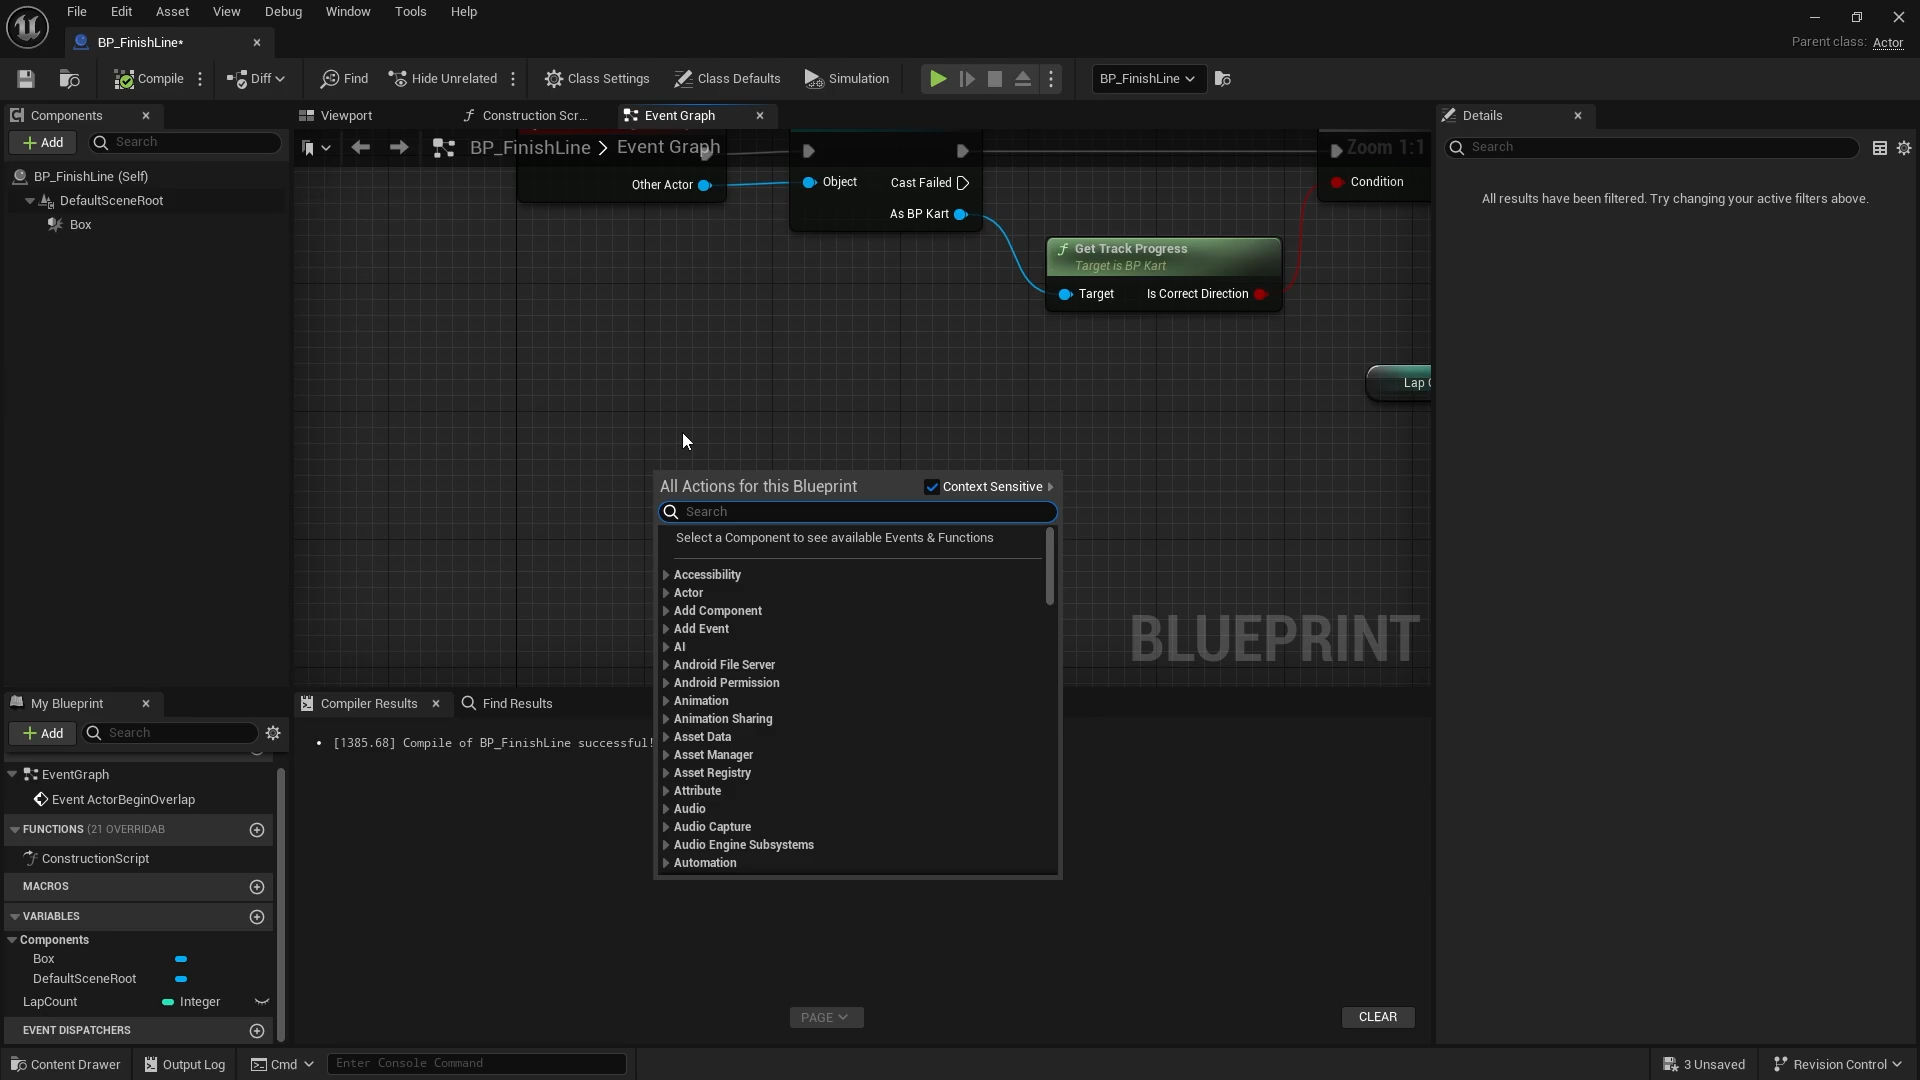 File Edit Asset View Debug Window Tools Help
BP_FinishLine*
Parent class: Actor
Compile Diff Find Hide Unrelated Class Settings Class Defaults Simulation BP_FinishLine
Components
Add Search
BP_FinishLine (Self)
DefaultSceneRoot
Box
Viewport Construction Scr... Event Graph
BP_FinishLine > Event Graph
Zoom 1:1
Other Actor
Object Cast Failed
As BP Kart
Condition
Get Track Progress
Target is BP Kart
Target Is Correct Direction
Lap
BLUEPRINT
All Actions for this Blueprint Context Sensitive
Search
Select a Component to see available Events & Functions
Accessibility
Actor
Add Component
Add Event
AI
Android File Server
Android Permission
Animation
Animation Sharing
Asset Data
Asset Manager
Asset Registry
Attribute
Audio
Audio Capture
Audio Engine Subsystems
Automation
Details
Search
All results have been filtered. Try changing your active filters above.
My Blueprint
Add Search
EventGraph
Event ActorBeginOverlap
FUNCTIONS (21 OVERRIDAB
ConstructionScript
MACROS
VARIABLES
Components
Box
DefaultSceneRoot
LapCount Integer
EVENT DISPATCHERS
Compiler Results Find Results
[1385.68] Compile of BP_FinishLine successful!
PAGE
CLEAR
Content Drawer Output Log Cmd Enter Console Command
3 Unsaved Revision Control